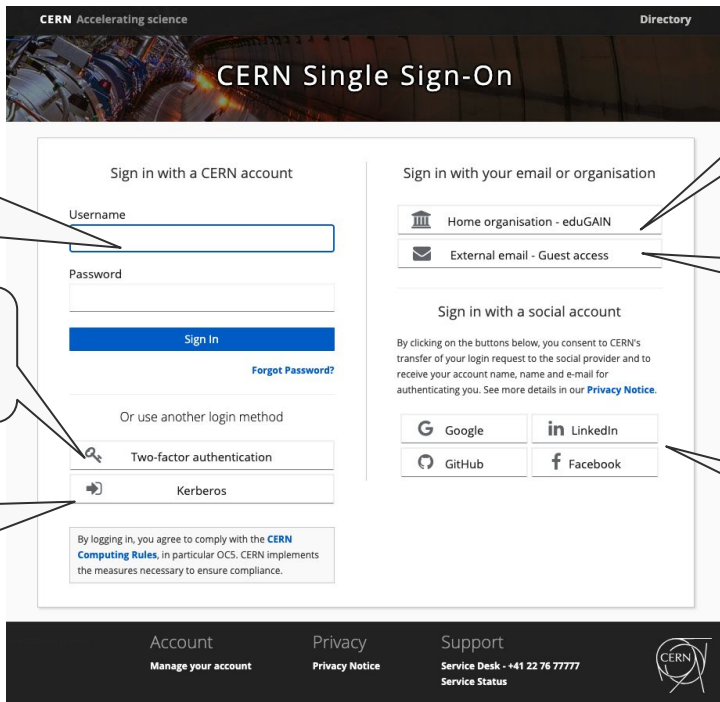 CERN Accelerating science
Directory
CERN Single Sign-On
Sign in with a CERN account
Username
Password
Sign In
Forgot Password?
Or use another login method
Two-factor authentication
Kerberos
By logging in, you agree to comply with the CERN
Computing Rules, in particular OC5. CERN implements
the measures necessary to ensure compliance.
Sign in with your email or organisation
Home organisation - eduGAIN
External email - Guest access
Sign in with a social account
By clicking on the buttons below, you consent to CERN's
transfer of your login request to the social provider and to
receive your account name, name and e-mail for
authenticating you. See more details in our Privacy Notice.
G Google
in LinkedIn
GitHub
f Facebook
Account
Manage your account
Privacy
Privacy Notice
Support
Service Desk - +41 22 76 77777
Service Status
CERN